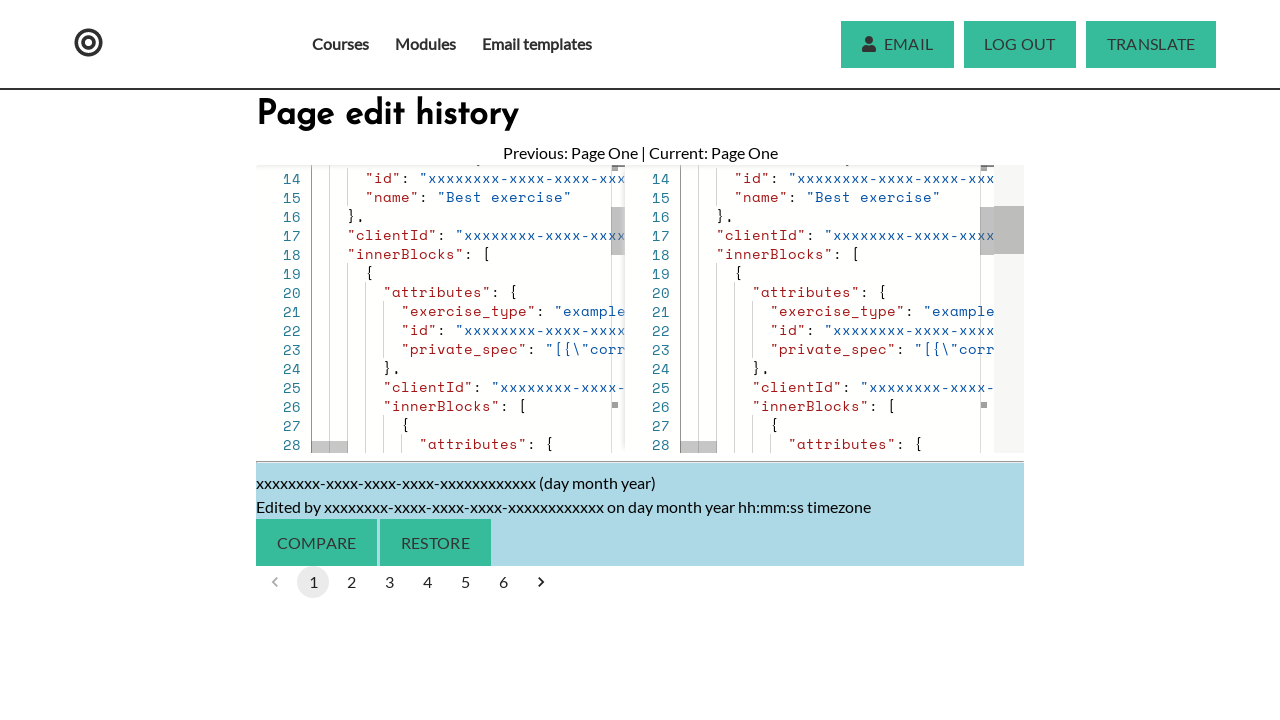 Courses Modules Email templates EMAIL LOG OUT TRANSLATE
Page edit history
Previous: Page One | Current: Page One
14 "id": "xxxxxxxx-xxxx-xxxx-xxx
15 "name": "Best exercise"
16 },
17 "clientId": "xxxxxxxx-xxxx-xxxx
18 "innerBlocks": [
19 {
20 "attributes": {
21 "exercise_type": "example
22 "id": "xxxxxxxx-xxxx-xxxx
23 "private_spec": "[{\"corr
24 },
25 "clientId": "xxxxxxxx-xxxx-
26 "innerBlocks": [
27 {
28 "attributes": {
14 "id": "xxxxxxxx-xxxx-xxxx-xxx
15 "name": "Best exercise"
16 },
17 "clientId": "xxxxxxxx-xxxx-xxxx
18 "innerBlocks": [
19 {
20 "attributes": {
21 "exercise_type": "example
22 "id": "xxxxxxxx-xxxx-xxxx
23 "private_spec": "[{\"corr
24 },
25 "clientId": "xxxxxxxx-xxxx-
26 "innerBlocks": [
27 {
28 "attributes": {
xxxxxxxx-xxxx-xxxx-xxxx-xxxxxxxxxxxx (day month year)
Edited by xxxxxxxx-xxxx-xxxx-xxxx-xxxxxxxxxxxx on day month year hh:mm:ss timezone
COMPARE RESTORE
1 2 3 4 5 6